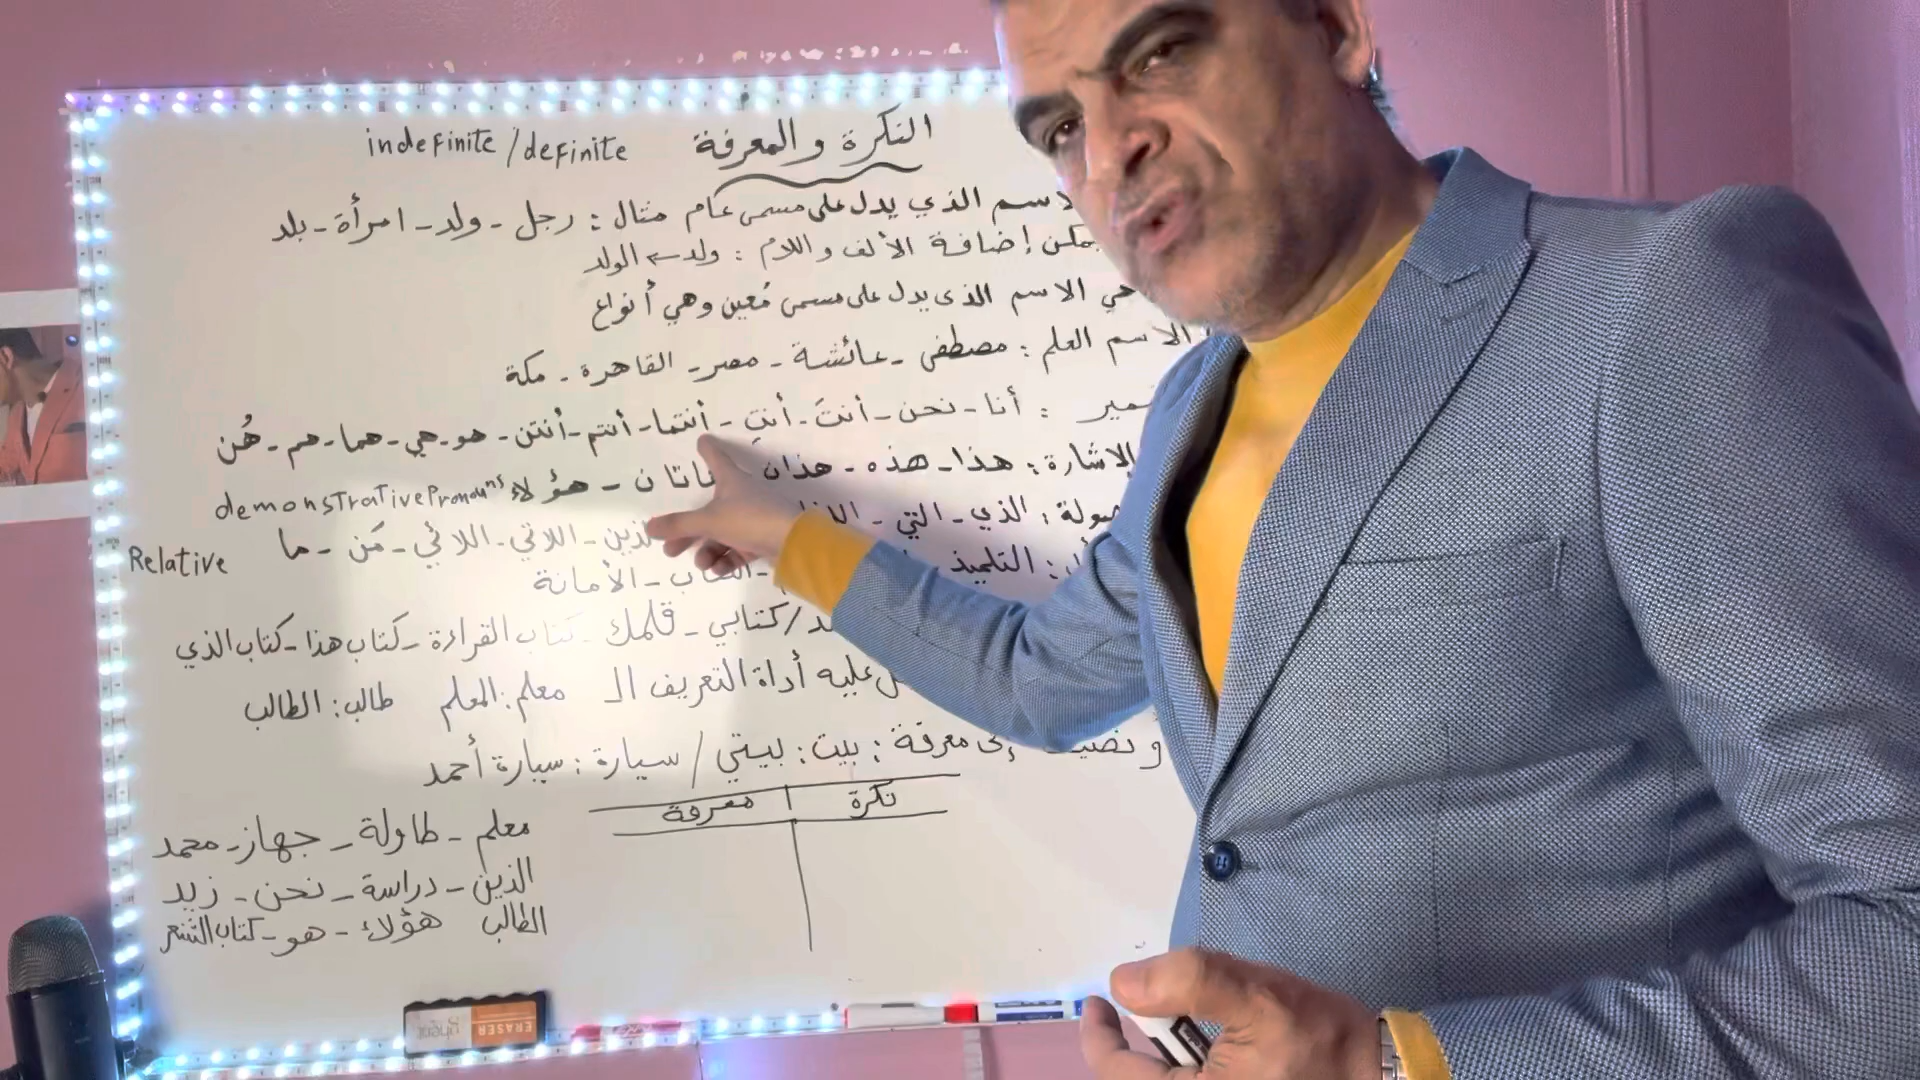 النكرة و المعرفة indefinite/definite
الاسم الذي يدل على مسمى عام مثال : رجل - ولد - امرأة - بلد
يمكن إضافة الألف واللام : ولد ← الولد
هي الاسم الذى يدل على مسمى مُعين وهي أنواع
الاسم العلم : مصطفى - عائشة - مصر - القاهرة - مكة
: أنا - نحن - أنتَ - أنتِ - أنتما - أنتم - أنتن - هو - هي - هما - هم - هُن
الإشارة : هذا - هذه - هذان - هؤلاء demonstrative Pronouns
: الذي - التي -
الذين - اللاتي - اللائي - مَن - ما Relative
: التلميذ
- الأمانة
/ كتابي - قلمك - كتاب القراءة - كتاب هذا - كتاب الذي
عليه أداة التعريف الـ معلم : المعلم طالب : الطالب
معرفة : بيت : بيتي / سيارة : سيارة أحمد
نكرة معرفة
معلم - طاولة - جهاز - محمد
الذين - دراسة - نحن - زيد
الطالب هؤلاء - هو - كتاب الشعر
ERASER